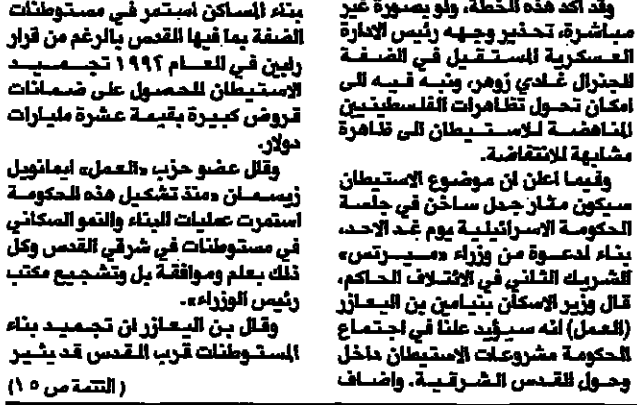 وقد اكد هذه الخطة، ولو بصورة غير
مباشرة، تحذير وجهه رئيس الادارة
العسكرية المستقيل في الضفة
الجنرال غادي زوهر، ونبه فيه الى
امكان تحول تظاهرات الفلسطينيين
المناهضة للاستيطان الى ظاهرة
مشابهة للانتفاضة.
وفيما اعلن ان موضوع الاستيطان
سيكون مثار جدل ساخن في جلسة
الحكومة الاسرائيلية يوم غد الاحد،
بناء لدعوة من وزراء «ميرتس»
الشريك الثاني في الائتلاف الحاكم،
قال وزير الاسكان بنيامين بن اليعازر
(العمل) انه سيؤيد علنا في اجتماع
الحكومة مشروعات الاستيطان داخل
وحول القدس الشرقية. واضاف
بناء المساكن استمر في مستوطنات
الضفة بما فيها القدس بالرغم من قرار
رابين في العام ١٩٩٢ تجميد
الاستيطان للحصول على ضمانات
قروض كبيرة بقيمة عشرة مليارات
دولار.
وقال عضو حزب «العمل» ايمانويل
زيسمان «منذ تشكيل هذه الحكومة
استمرت عمليات البناء والنمو السكاني
في مستوطنات في شرقي القدس وكل
ذلك بعلم وموافقة بل وتشجيع مكتب
رئيس الوزراء».
وقال بن اليعازر ان تجميد بناء
المستوطنات قرب القدس قد يثير
(التتمة ص ١٥)